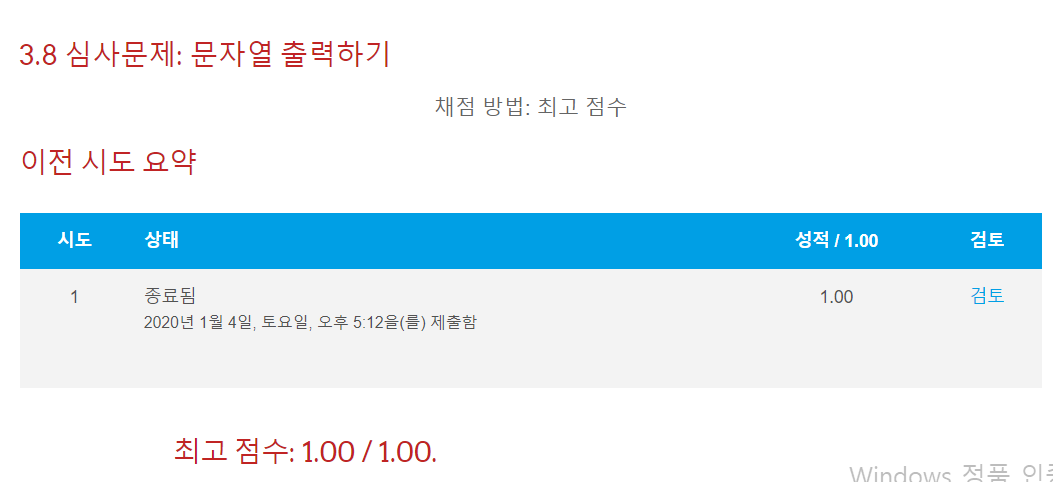 3.8 심사문제: 문자열 출력하기
채점 방법: 최고 점수
이전 시도 요약
시도 상태 성적 / 1.00 검토
1 종료됨 1.00 검토
2020년 1월 4일, 토요일, 오후 5:12을(를) 제출함
최고 점수: 1.00 / 1.00.
Windows 정품 인증